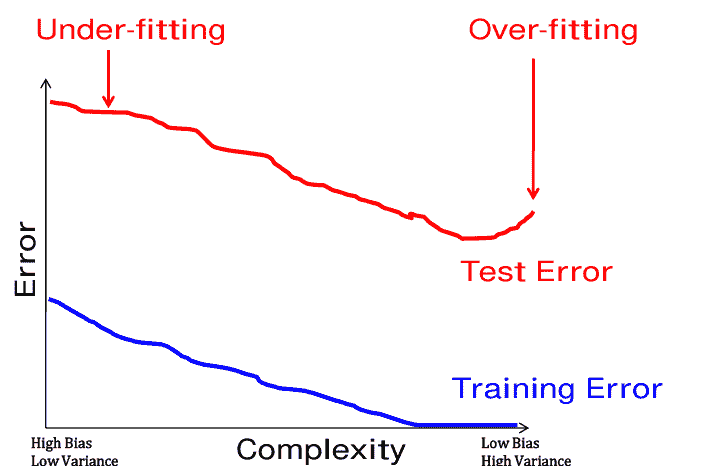 Under-fitting
Over-fitting
Error
Test Error
Training Error
High Bias
Low Variance
Complexity
Low Bias
High Variance